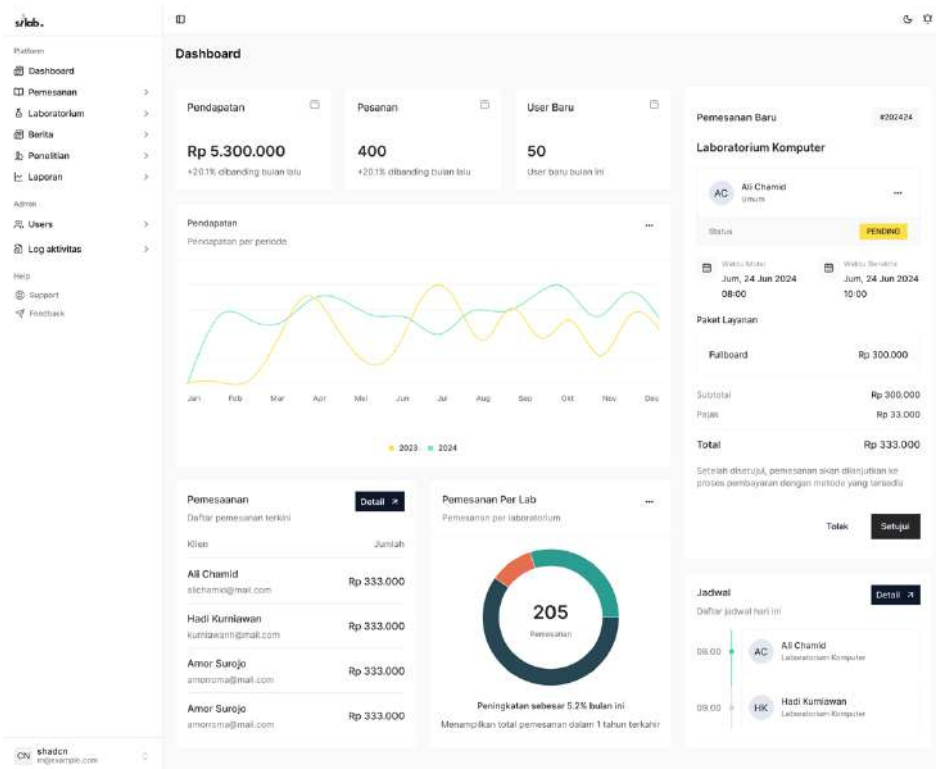 silab.
Platform
Dashboard
Pemesanan
Laboratorium
Berita
Penelitian
Laporan
Admin
Users
Log aktivitas
Help
Support
Feedback
CN
shadcn
m@example.com
Dashboard
Pendapatan
Rp 5.300.000
+20.1% dibanding bulan lalu
Pesanan
400
+20.1% dibanding bulan lalu
User Baru
50
User baru bulan ini
Pendapatan
Pendapatan per periode
Jan Feb Mar Apr Mei Jun Jul Aug Sep Okt Nov Des
2023 2024
Pemesaanan
Detail
Daftar pemesanan terkini
Klien Jumlah
Ali Chamid
alichamid@mail.com
Rp 333.000
Hadi Kurniawan
kurniawanh@mail.com
Rp 333.000
Amor Surojo
amorroma@mail.com
Rp 333.000
Amor Surojo
amorroma@mail.com
Rp 333.000
Pemesanan Per Lab
Pemesanan per laboratorium
205
Pemesanan
Peningkatan sebesar 5.2% bulan ini
Menampilkan total pemesanan dalam 1 tahun terkahir
Pemesanan Baru #202424
Laboratorium Komputer
AC
Ali Chamid
Umum
Status PENDING
Waktu Mulai
Jum, 24 Jun 2024
08:00
Waktu Berakhir
Jum, 24 Jun 2024
10:00
Paket Layanan
Fullboard Rp 300.000
Subtotal Rp 300.000
Pajak Rp 33.000
Total Rp 333.000
Setelah disetujui, pemesanan akan dilanjutkan ke
proses pembayaran dengan metode yang tersedia
Tolak Setujui
Jadwal
Detail
Daftar jadwal hari ini
08:00
AC
Ali Chamid
Laboratorium Komputer
09:00
HK
Hadi Kurniawan
Laboratorium Komputer